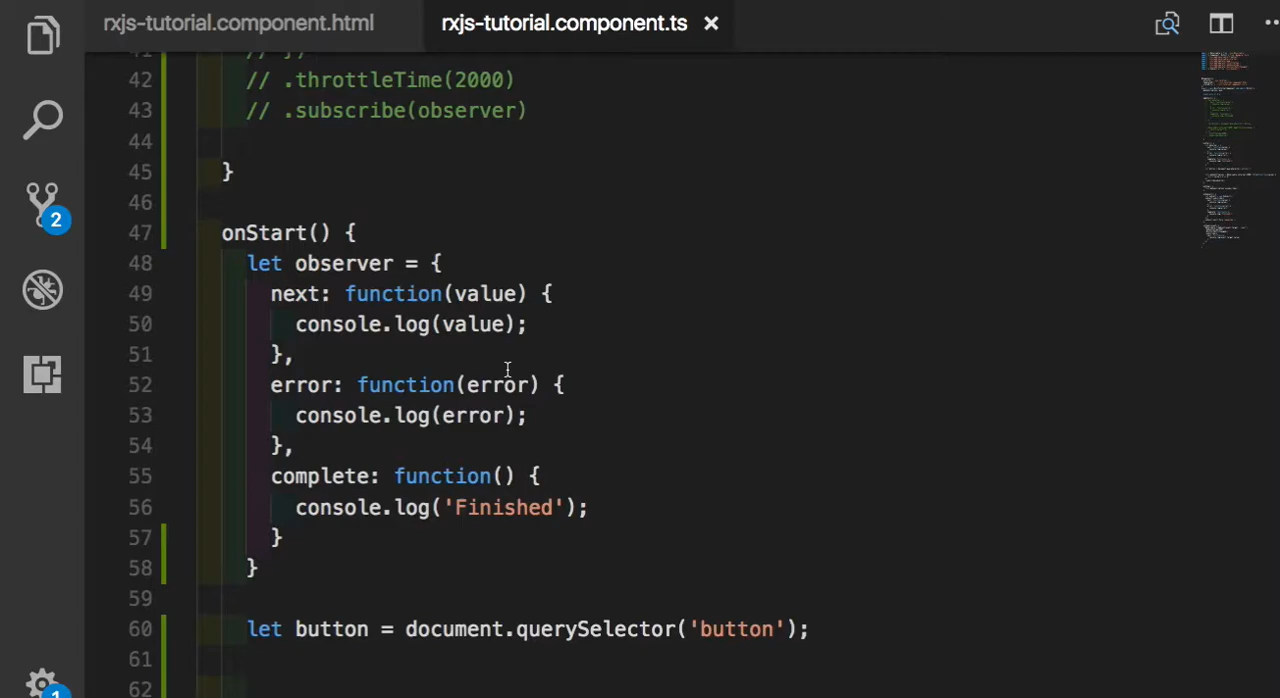 rxjs-tutorial.component.html rxjs-tutorial.component.ts ×
41 // })
42 // .throttleTime(2000)
43 // .subscribe(observer)
44
45 }
46
47 onStart() {
48 let observer = {
49 next: function(value) {
50 console.log(value);
51 },
52 error: function(error) {
53 console.log(error);
54 },
55 complete: function() {
56 console.log('Finished');
57 }
58 }
59
60 let button = document.querySelector('button');
61
62
2
1